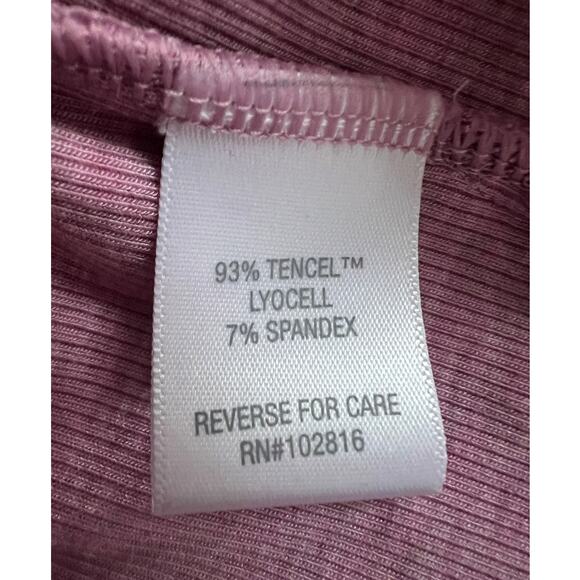 93% TENCEL™
LYOCELL
7% SPANDEX
REVERSE FOR CARE
RN#102816